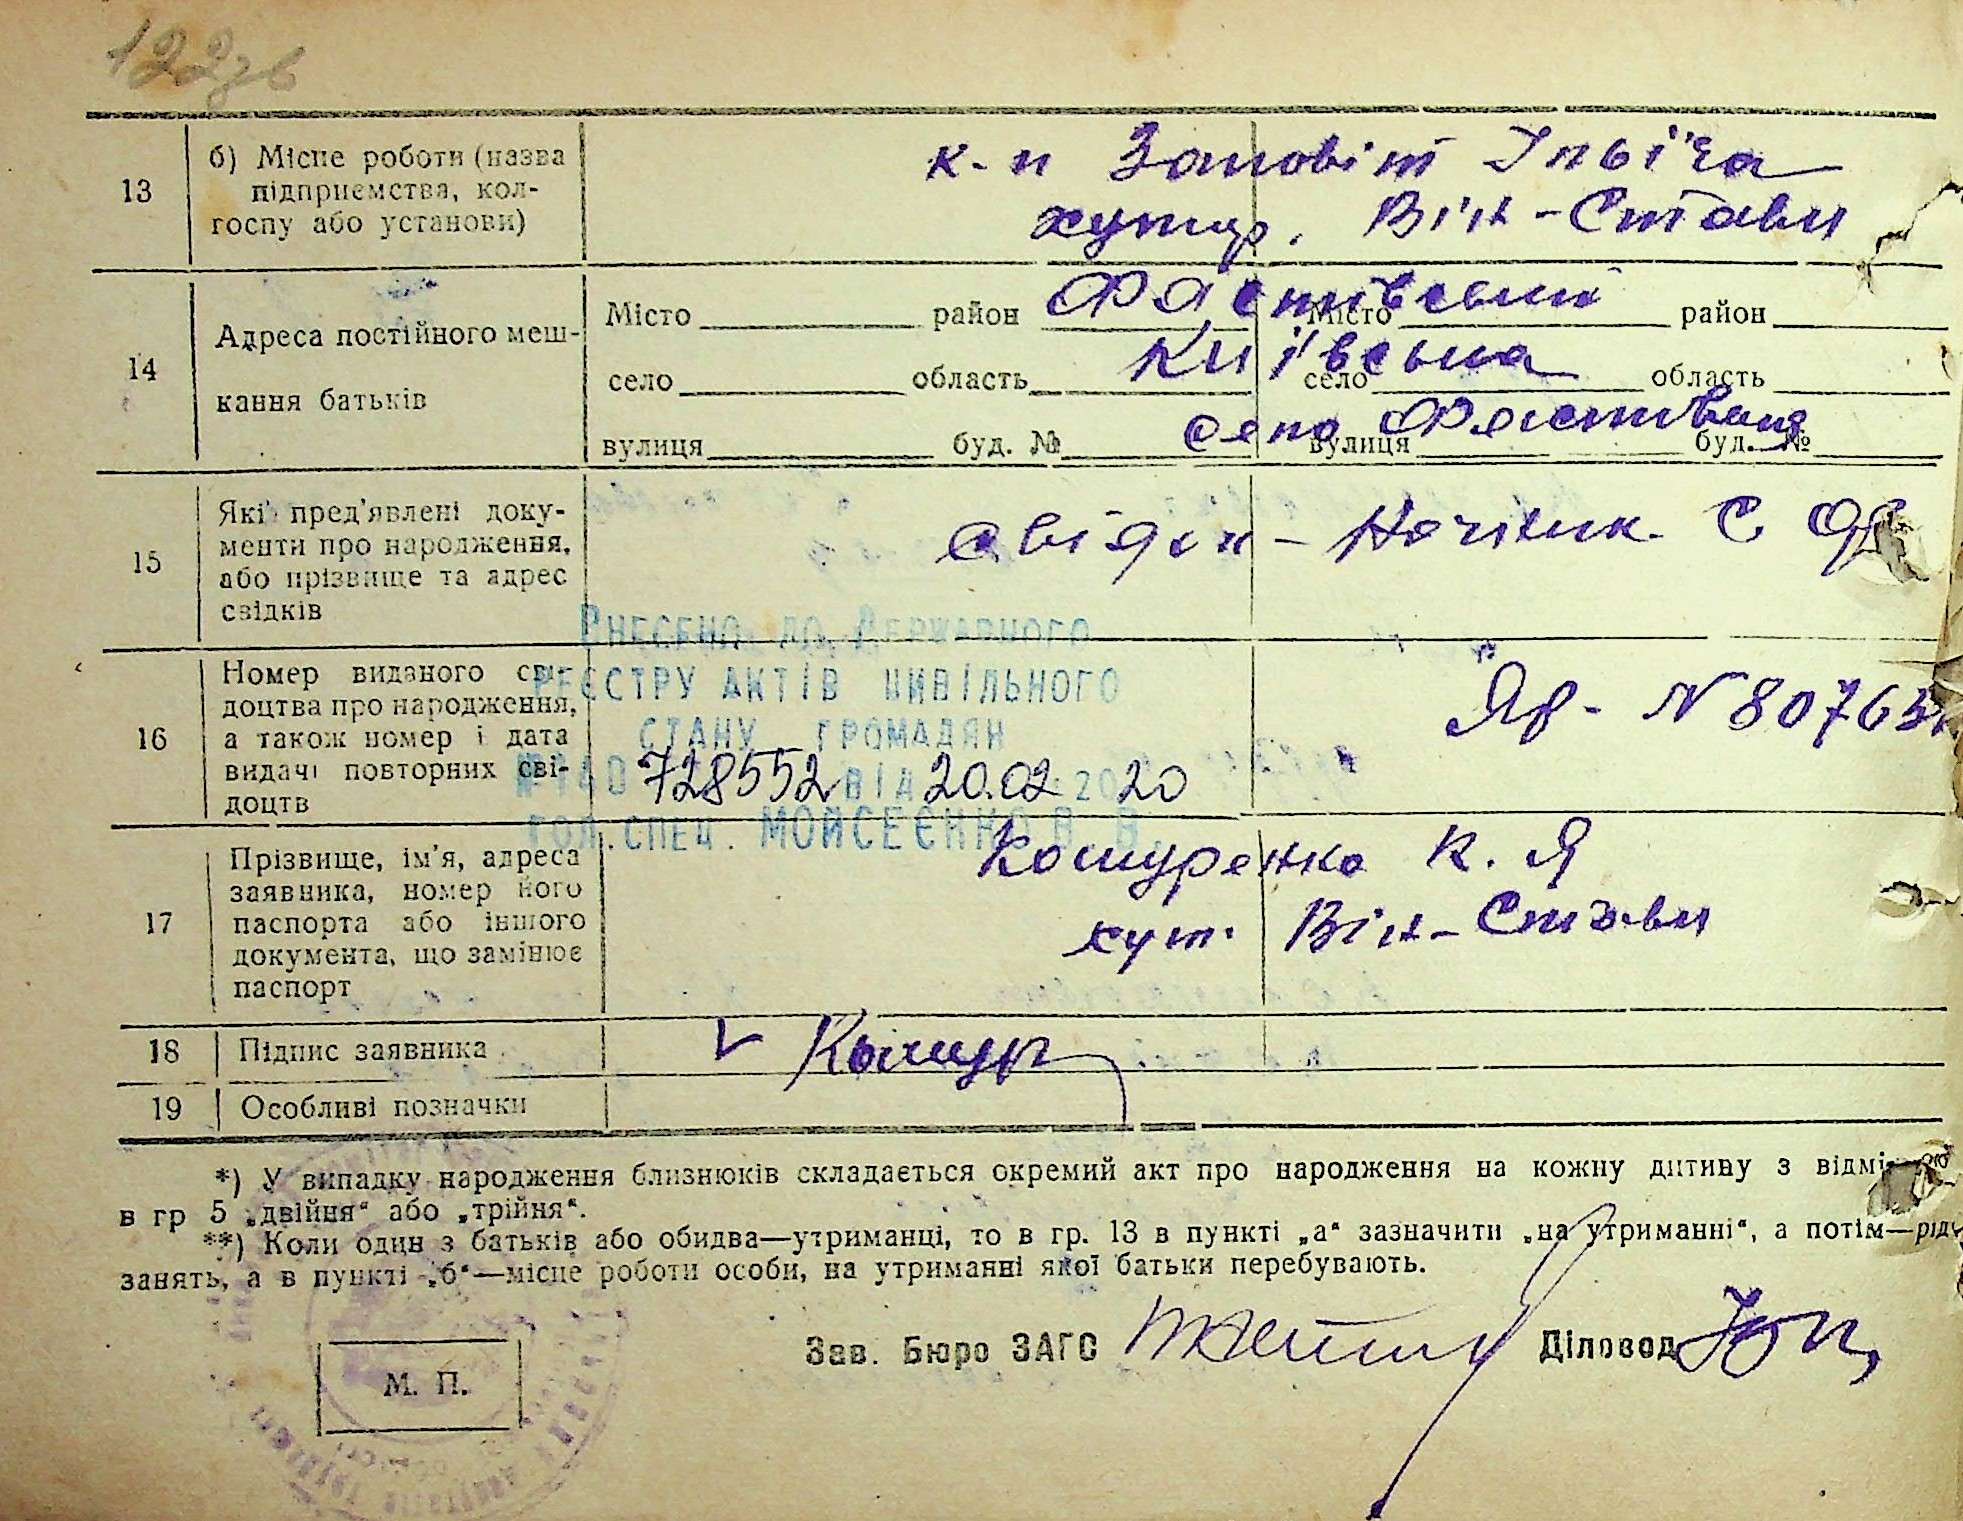 122зв
13
б) Місце роботи (назва
підприємства, кол-
госпу або установи)
к-п Заповіт Ілліча
хутір. Він-Стави
14
Адреса постійного меш-
кання батьків
Місто район Фастівський Місто район
село область Київська село область
вулиця буд. № село Фастівка вулиця буд. №
15
Які пред'явлені доку-
менти про народження,
або прізвище та адрес
свідків
свідки -
16
Номер виданого сві-
доцтва про народження,
а також номер і дата
видачі повторних сві-
доцтв
Внесено до Державного
реєстру актів цивільного
стану громадян
728552 від 20.02 2020
гол. спец. Мойсеєнко В. В.
N 80765
17
Прізвище, ім'я, адреса
заявника, номер його
паспорта або іншого
документа, що замінює
паспорт
Кошуренко К. Я
хут. Він-Стави
18
Підпис заявника
V Кошур
19
Особливі позначки
*) У випадку народження близнюків складається окремий акт про народження на кожну дитину з відмі
в гр 5 „двійня“ або „трійня“.
**) Коли один з батьків або обидва—утриманці, то в гр. 13 в пункті „а“ зазначити „на утриманні“, а потім—рід
занять, а в пункті „б“—місце роботи особи, на утриманні якої батьки перебувають.
Зав. Бюро ЗАГС
Діловод
М. П.